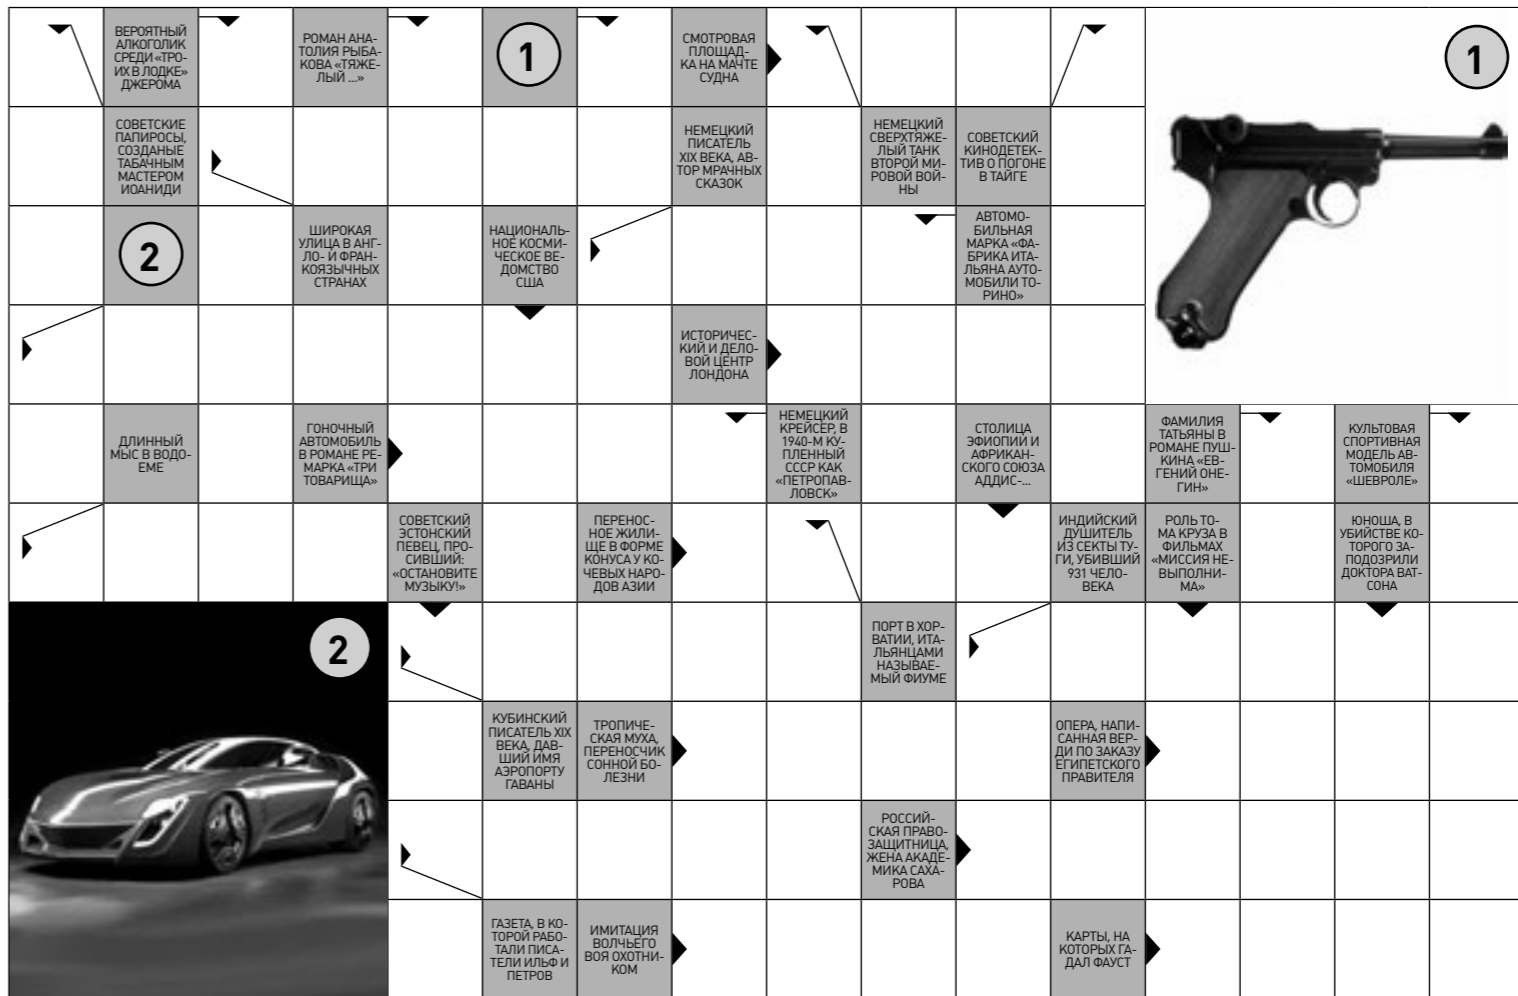 ВЕРОЯТНЫЙ
АЛКОГОЛИК
СРЕДИ «ТРО-
ИХ В ЛОДКЕ»
ДЖЕРОМА
РОМАН АНА-
ТОЛИЯ РЫБА-
КОВА «ТЯЖЕ-
ЛЫЙ ...»
1
СМОТРОВАЯ
ПЛОЩАД-
КА НА МАЧТЕ
СУДНА
1
СОВЕТСКИЕ
ПАПИРОСЫ,
СОЗДАНЫЕ
ТАБАЧНЫМ
МАСТЕРОМ
ИОАНИДИ
НЕМЕЦКИЙ
ПИСАТЕЛЬ
XIX ВЕКА, АВ-
ТОР МРАЧНЫХ
СКАЗОК
НЕМЕЦКИЙ
СВЕРХТЯЖЕ-
ЛЫЙ ТАНК
ВТОРОЙ МИ-
РОВОЙ ВОЙ-
НЫ
СОВЕТСКИЙ
КИНОДЕТЕК-
ТИВ О ПОГОНЕ
В ТАЙГЕ
2
ШИРОКАЯ
УЛИЦА В АНГ-
ЛО- И ФРАН-
КОЯЗЫЧНЫХ
СТРАНАХ
НАЦИОНАЛЬ-
НОЕ КОСМИ-
ЧЕСКОЕ ВЕ-
ДОМСТВО
США
АВТОМО-
БИЛЬНАЯ
МАРКА «ФА-
БРИКА ИТА-
ЛЬЯНА АУТО-
МОБИЛИ ТО-
РИНО»
ИСТОРИЧЕС-
КИЙ И ДЕЛО-
ВОЙ ЦЕНТР
ЛОНДОНА
ДЛИННЫЙ
МЫС В ВОДО-
ЕМЕ
ГОНОЧНЫЙ
АВТОМОБИЛЬ
В РОМАНЕ РЕ-
МАРКА «ТРИ
ТОВАРИЩА»
НЕМЕЦКИЙ
КРЕЙСЕР, В
1940-М КУ-
ПЛЕННЫЙ
СССР КАК
«ПЕТРОПАВ-
ЛОВСК»
СТОЛИЦА
ЭФИОПИИ И
АФРИКАН-
СКОГО СОЮЗА
АДДИС-...
ФАМИЛИЯ
ТАТЬЯНЫ В
РОМАНЕ ПУШ-
КИНА «ЕВ-
ГЕНИЙ ОНЕ-
ГИН»
КУЛЬТОВАЯ
СПОРТИВНАЯ
МОДЕЛЬ АВ-
ТОМОБИЛЯ
«ШЕВРОЛЕ»
СОВЕТСКИЙ
ЭСТОНСКИЙ
ПЕВЕЦ, ПРО-
СИВШИЙ:
«ОСТАНОВИТЕ
МУЗЫКУ!»
ПЕРЕНОС-
НОЕ ЖИЛИ-
ЩЕ В ФОРМЕ
КОНУСА У КО-
ЧЕВЫХ НАРО-
ДОВ АЗИИ
ИНДИЙСКИЙ
ДУШИТЕЛЬ
ИЗ СЕКТЫ ТУ-
ГИ, УБИВШИЙ
931 ЧЕЛО-
ВЕКА
РОЛЬ ТО-
МА КРУЗА В
ФИЛЬМАХ
«МИССИЯ НЕ-
ВЫПОЛНИ-
МА»
ЮНОША, В
УБИЙСТВЕ КО-
ТОРОГО ЗА-
ПОДОЗРИЛИ
ДОКТОРА ВАТ-
СОНА
2
ПОРТ В ХОР-
ВАТИИ, ИТА-
ЛЬЯНЦАМИ
НАЗЫВАЕ-
МЫЙ ФИУМЕ
КУБИНСКИЙ
ПИСАТЕЛЬ XIX
ВЕКА, ДАВ-
ШИЙ ИМЯ
АЭРОПОРТУ
ГАВАНЫ
ТРОПИЧЕ-
СКАЯ МУХА,
ПЕРЕНОСЧИК
СОННОЙ БО-
ЛЕЗНИ
ОПЕРА, НАПИ-
САННАЯ ВЕР-
ДИ ПО ЗАКАЗУ
ЕГИПЕТСКОГО
ПРАВИТЕЛЯ
РОССИЙ-
СКАЯ ПРАВО-
ЗАЩИТНИЦА,
ЖЕНА АКАДЕ-
МИКА САХА-
РОВА
ГАЗЕТА, В КО-
ТОРОЙ РАБО-
ТАЛИ ПИСА-
ТЕЛИ ИЛЬФ И
ПЕТРОВ
ИМИТАЦИЯ
ВОЛЧЬЕГО
ВОЯ ОХОТНИ-
КОМ
КАРТЫ, НА
КОТОРЫХ ГА-
ДАЛ ФАУСТ